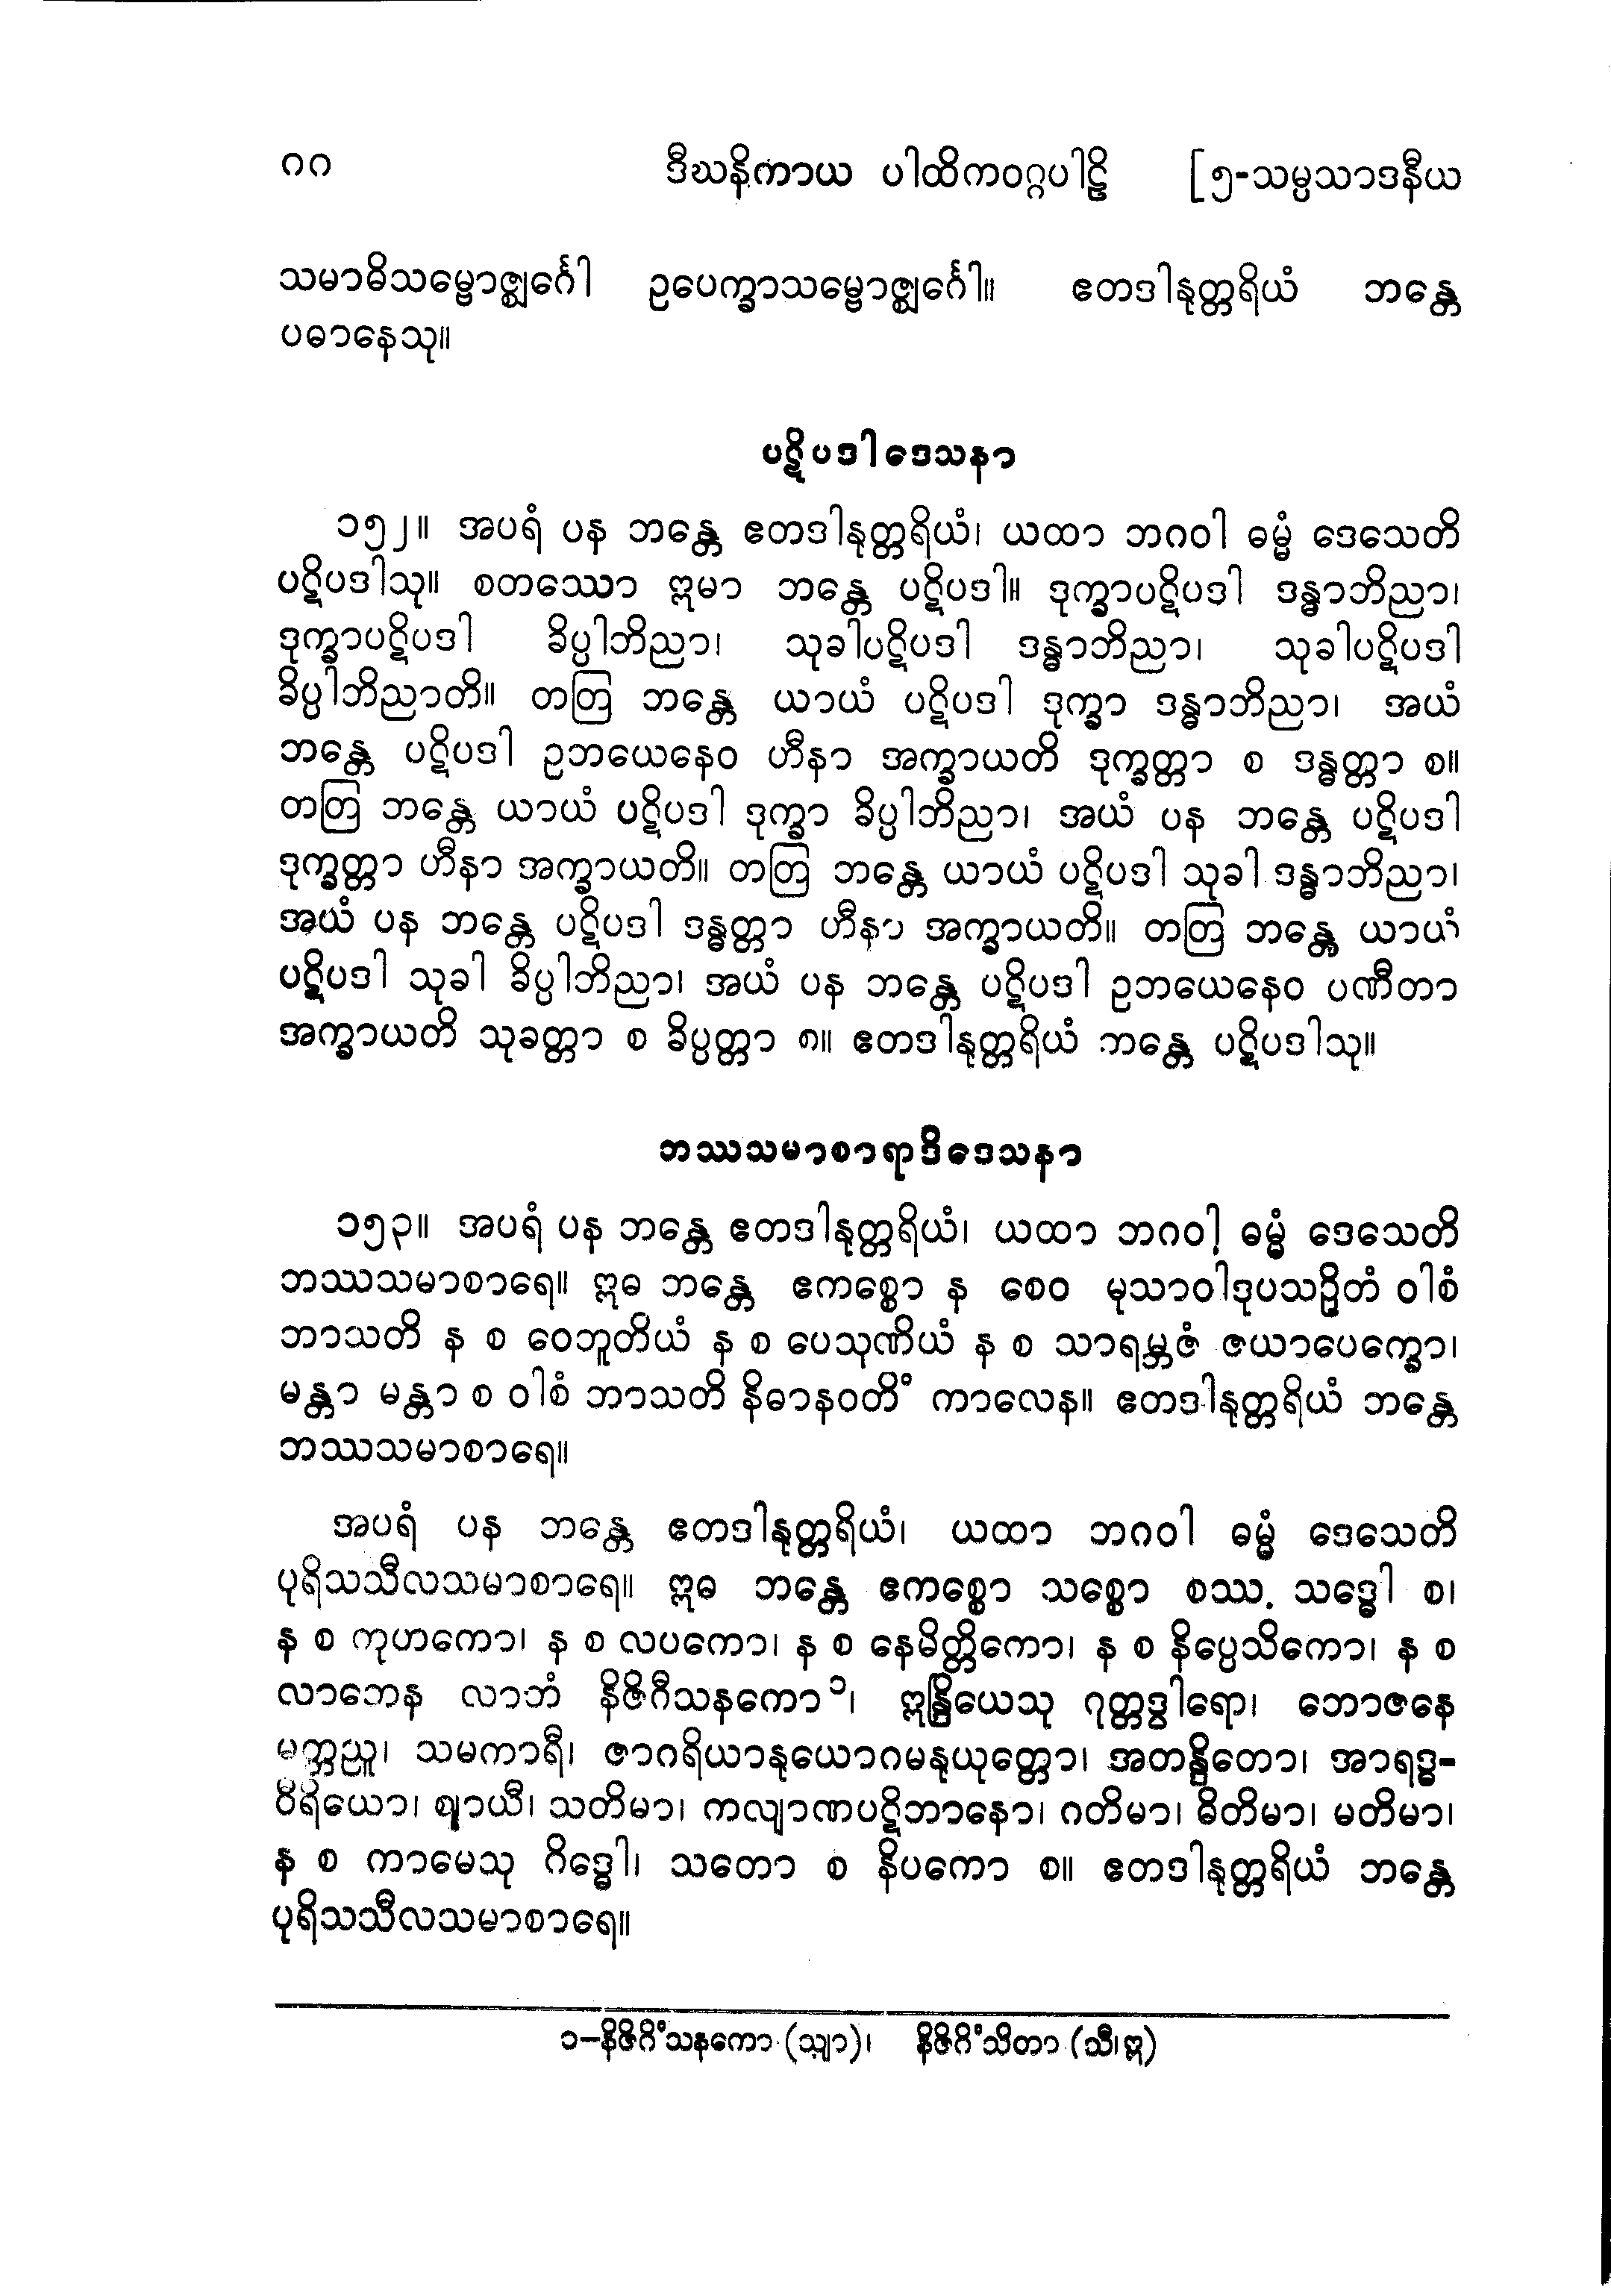 ၈၈ ဒီဃနိကာယ ပါထိကဝဂ္ဂပါဠိ [၅-သမ္ပသာဒနီယ
သမာဓိသမ္ဗောဇ္ဈင်္ဂေါ ဥပေက္ခာသမ္ဗောဇ္ဈင်္ဂေါ။ ဧတဒါနုတ္တရိယံ ဘန္တေ
ပဓာနေသု။
ပဋိပဒါဒေသနာ
၁၅၂။ အပရံ ပန ဘန္တေ ဧတဒါနုတ္တရိယံ၊ ယထာ ဘဂဝါ ဓမ္မံ ဒေသေတိ
ပဋိပဒါသု။ စတဿော ဣမာ ဘန္တေ ပဋိပဒါ။ ဒုက္ခာပဋိပဒါ ဒန္ဓာဘိညာ၊
ဒုက္ခာပဋိပဒါ ခိပ္ပါဘိညာ၊ သုခါပဋိပဒါ ဒန္ဓာဘိညာ၊ သုခါပဋိပဒါ
ခိပ္ပါဘိညာတိ။ တတြ ဘန္တေ ယာယံ ပဋိပဒါ ဒုက္ခာ ဒန္ဓာဘိညာ၊ အယံ
ဘန္တေ ပဋိပဒါ ဥဘယေနေဝ ဟီနာ အက္ခာယတိ ဒုက္ခတ္တာ စ ဒန္ဓတ္တာ စ။
တတြ ဘန္တေ ယာယံ ပဋိပဒါ ဒုက္ခာ ခိပ္ပါဘိညာ၊ အယံ ပန ဘန္တေ ပဋိပဒါ
ဒုက္ခတ္တာ ဟီနာ အက္ခာယတိ။ တတြ ဘန္တေ ယာယံ ပဋိပဒါ သုခါ ဒန္ဓာဘိညာ၊
အယံ ပန ဘန္တေ ပဋိပဒါ ဒန္ဓတ္တာ ဟီနာ အက္ခာယတိ။ တတြ ဘန္တေ ယာယံ
ပဋိပဒါ သုခါ ခိပ္ပါဘိညာ၊ အယံ ပန ဘန္တေ ပဋိပဒါ ဥဘယေနေဝ ပဏီတာ
အက္ခာယတိ သုခတ္တာ စ ခိပ္ပတ္တာ စ။ ဧတဒါနုတ္တရိယံ ဘန္တေ ပဋိပဒါသု။
ဘဿသမာစာရာဒိဒေသနာ
၁၅၃။ အပရံ ပန ဘန္တေ ဧတဒါနုတ္တရိယံ၊ ယထာ ဘဂဝါ ဓမ္မံ ဒေသေတိ
ဘဿသမာစာရေ။ ဣဓ ဘန္တေ ဧကစ္စော န စေဝ မုသာဝါဒုပသဉှိတံ ဝါစံ
ဘာသတိ န စ ဝေဘူတိယံ န စ ပေသုဏိယံ န စ သာရမ္ဘဇံ ဇယာပေက္ခော၊
မန္တာ မန္တာ စ ဝါစံ ဘာသတိ နိဓာနဝတိံ ကာလေန။ ဧတဒါနုတ္တရိယံ ဘန္တေ
ဘဿသမာစာရေ။
အပရံ ပန ဘန္တေ ဧတဒါနုတ္တရိယံ၊ ယထာ ဘဂဝါ ဓမ္မံ ဒေသေတိ
ပုရိသသီလသမာစာရေ။ ဣဓ ဘန္တေ ဧကစ္စော သစ္စော စဿ. သဒ္ဓေါ စ၊
န စ ကုဟကော၊ န စ လပကော၊ န စ နေမိတ္တိကော၊ န စ နိပ္ပေသိကော၊ န စ
လာဘေန လာဘံ နိဇိဂီသနကော ၁၊ ဣန္ဒြိယေသု ဂုတ္တဒွါရော၊ ဘောဇနေ
မတ္တညူ၊ သမကာရီ၊ ဇာဂရိယာနုယောဂမနုယုတ္တော၊ အတန္ဒြိတော၊ အာရဒ္ဓ-
ဝီရိယော၊ ဈာယီ၊ သတိမာ၊ ကလျာဏပဋိဘာနော၊ ဂတိမာ၊ ဓိတိမာ၊ မတိမာ၊
န စ ကာမေသု ဂိဒ္ဓေါ၊ သတော စ နိပကော စ။ ဧတဒါနုတ္တရိယံ ဘန္တေ
ပုရိသသီလသမာစာရေ။
၁–နိဇိဂိံသနကော (သျာ)၊ နိဇိဂိံသိတာ (သီ၊ဣ)